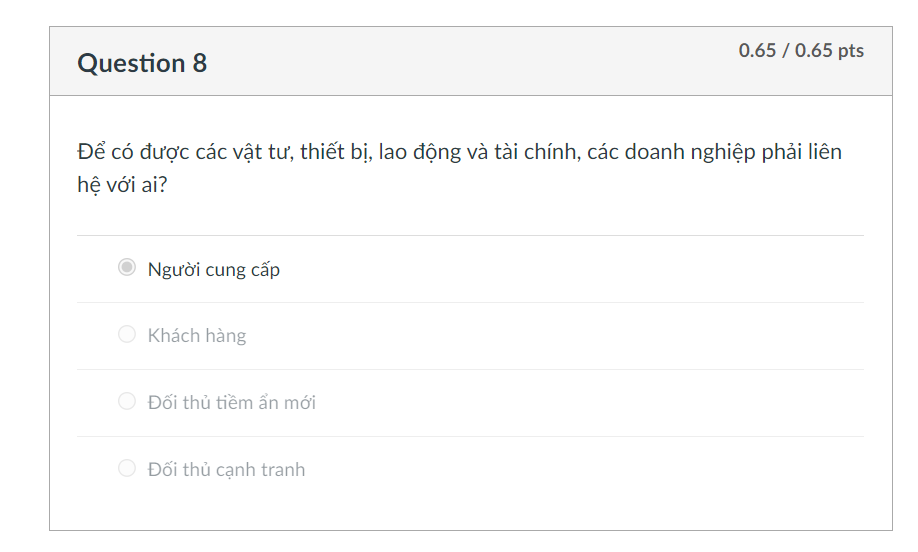 Question 8
0.65 / 0.65 pts
Để có được các vật tư, thiết bị, lao động và tài chính, các doanh nghiệp phải liên
hệ với ai?
Người cung cấp
Khách hàng
Đối thủ tiềm ẩn mới
Đối thủ cạnh tranh